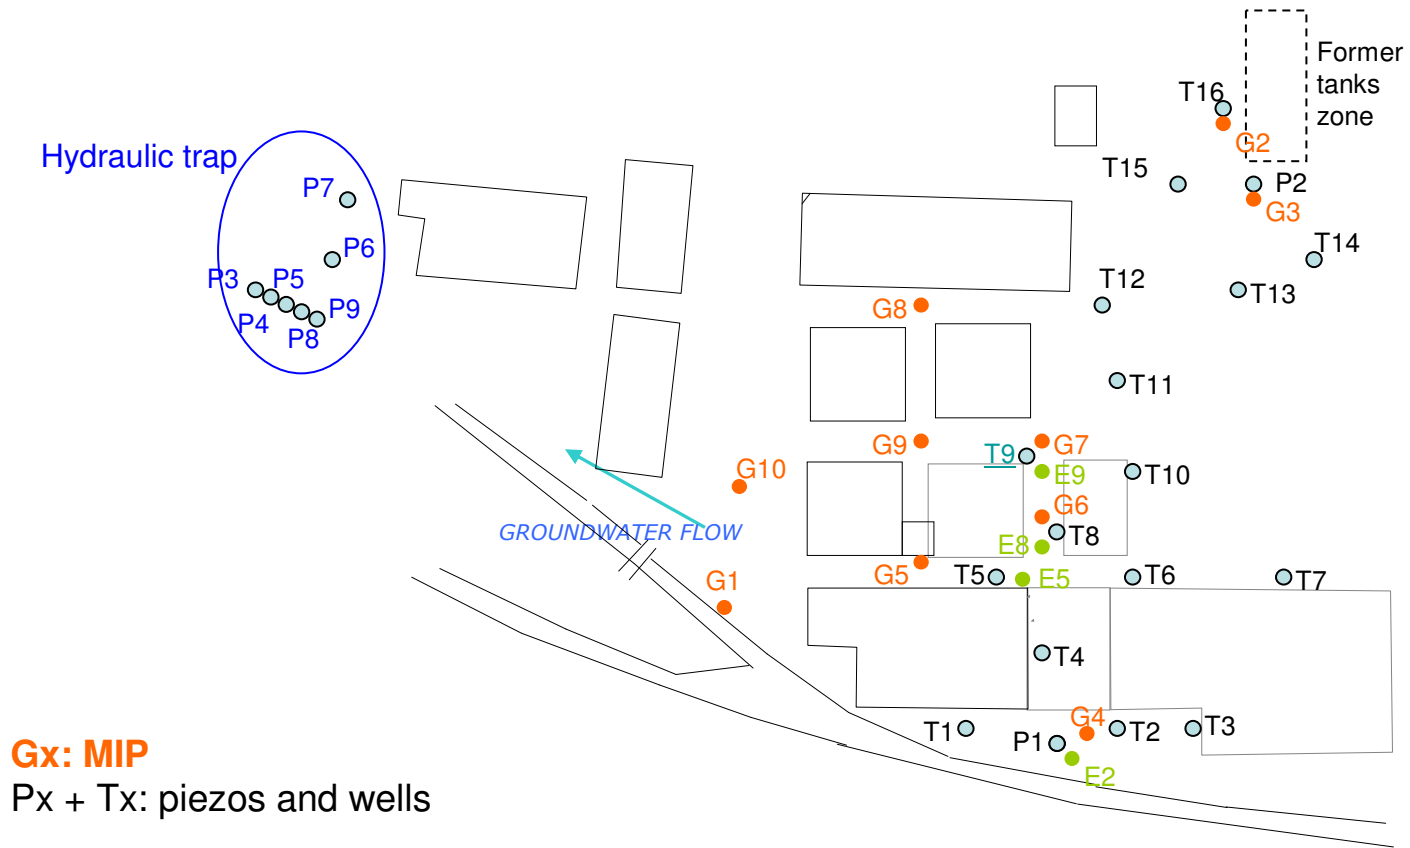 Former
tanks
zone
T16
G2
Hydraulic trap
T15
P2
P7
G3
T14
P6
P3
P5
T12
T13
P9
G8
P4
P8
T11
G9
T9
G7
G10
E9
T10
G6
GROUNDWATER FLOW
T8
E8
G1
G5
T5
E5
T6
T7
T4
G4
T1
P1
T2
T3
Gx: MIP
E2
Px + Tx: piezos and wells